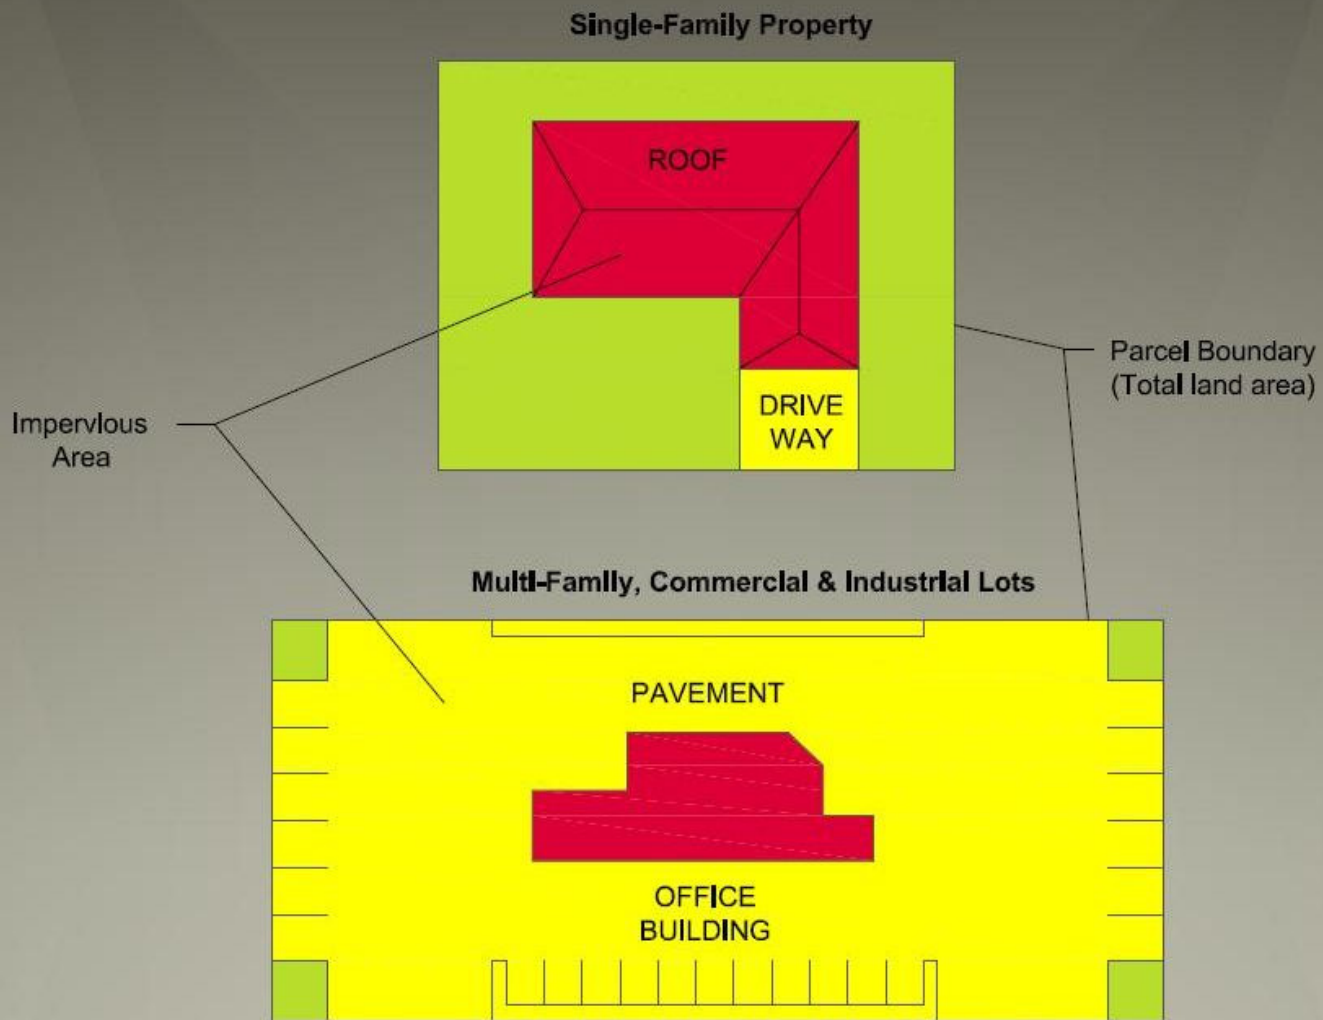 Single-Family Property
ROOF
Parcel Boundary
(Total land area)
DRIVE
WAY
Impervious
Area
Multi-Family, Commercial & Industrial Lots
PAVEMENT
OFFICE
BUILDING